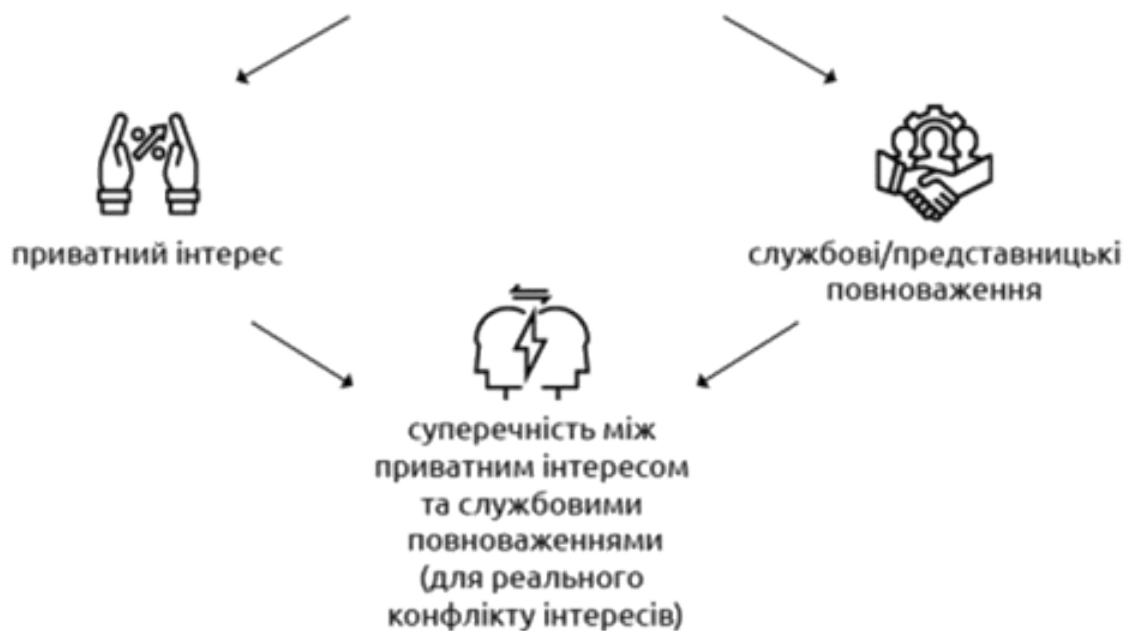 приватний інтерес
службові/представницькі
повноваження
суперечність між
приватним інтересом
та службовими
повноваженнями
(для реального
конфлікту інтересів)